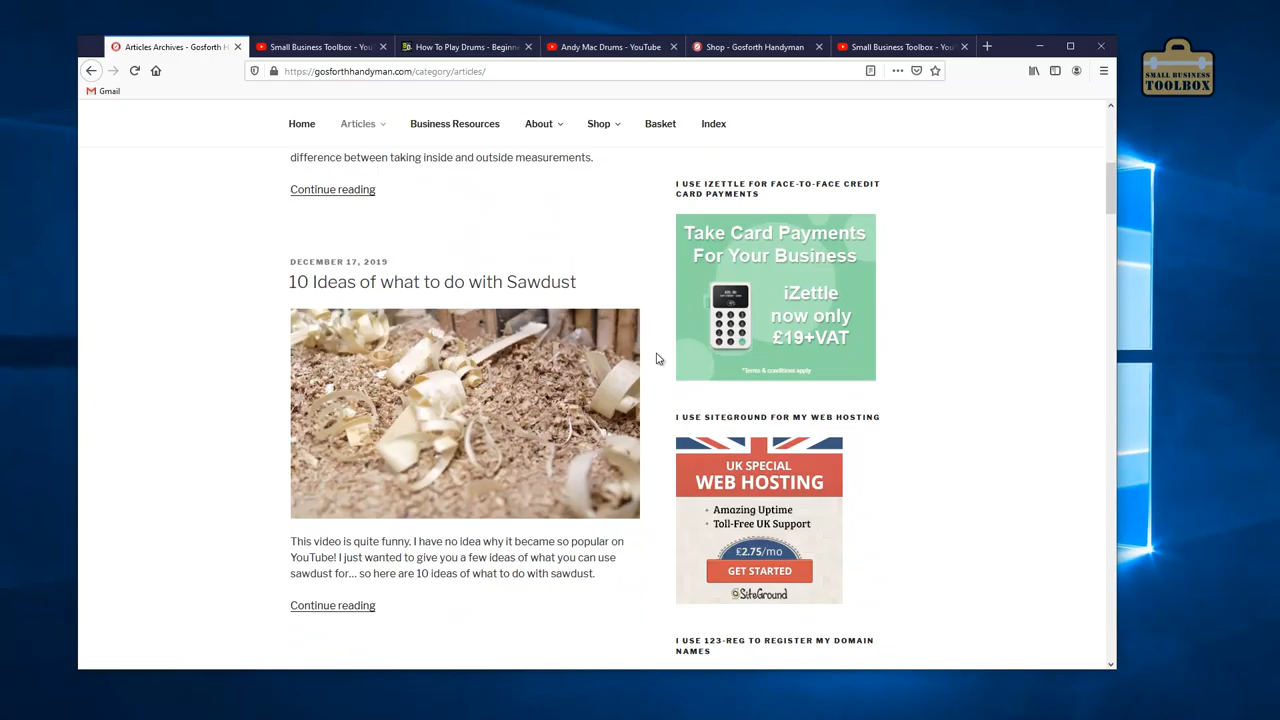 Articles Archives - Gosforth H
Small Business Toolbox - You
How To Play Drums - Beginne
Andy Mac Drums - YouTube
Shop - Gosforth Handyman
Small Business Toolbox - You
https://gosforthhandyman.com/category/articles/
Gmail
SMALL BUSINESS
TOOLBOX
Home
Articles
Business Resources
About
Shop
Basket
Index
difference between taking inside and outside measurements.
Continue reading
DECEMBER 17, 2019
10 Ideas of what to do with Sawdust
This video is quite funny. I have no idea why it became so popular on
YouTube! I just wanted to give you a few ideas of what you can use
sawdust for... so here are 10 ideas of what to do with sawdust.
Continue reading
I USE IZETTLE FOR FACE-TO-FACE CREDIT
CARD PAYMENTS
Take Card Payments
For Your Business
iZettle
now only
£19+VAT
*Terms & conditions apply
I USE SITEGROUND FOR MY WEB HOSTING
UK SPECIAL
WEB HOSTING
Amazing Uptime
Toll-Free UK Support
£2.75/mo
GET STARTED
SiteGround
I USE 123-REG TO REGISTER MY DOMAIN
NAMES